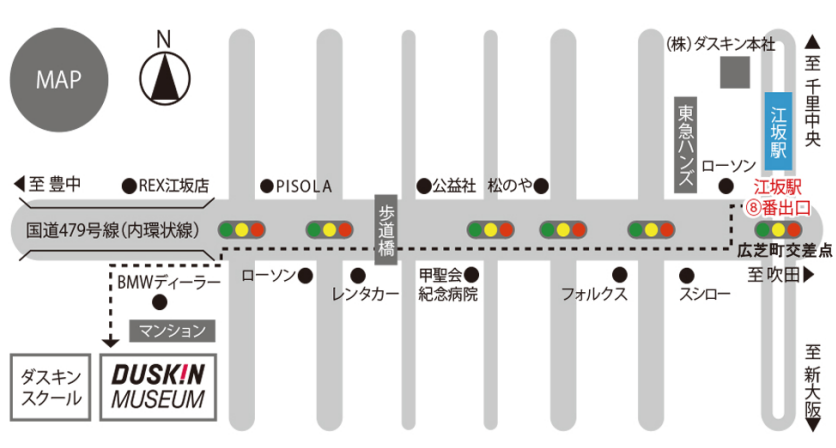 MAP
N
(株)ダスキン本社
至 千里中央
江坂駅
東急ハンズ
ローソン
至 豊中
REX江坂店
PISOLA
公益社
松のや
江坂駅
⑧番出口
歩道橋
国道479号線(内環状線)
広芝町交差点
至 吹田
BMWディーラー
ローソン
レンタカー
甲聖会
紀念病院
フォルクス
スシロー
マンション
至 新大阪
ダスキン
スクール
DUSKIN
MUSEUM